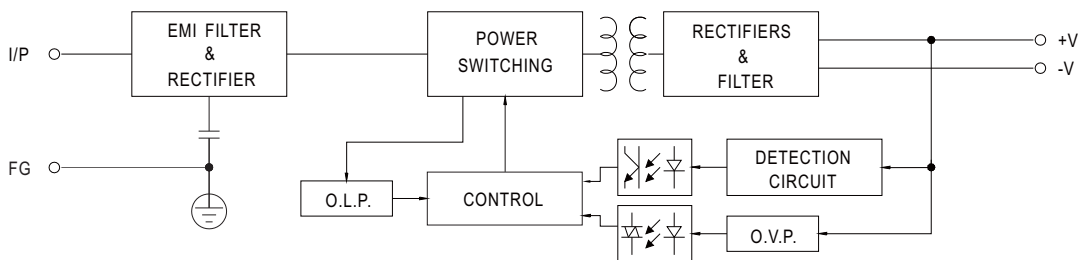 I/P
EMI FILTER
&
RECTIFIER
POWER
SWITCHING
RECTIFIERS
&
FILTER
+V
-V
FG
O.L.P.
CONTROL
DETECTION
CIRCUIT
O.V.P.